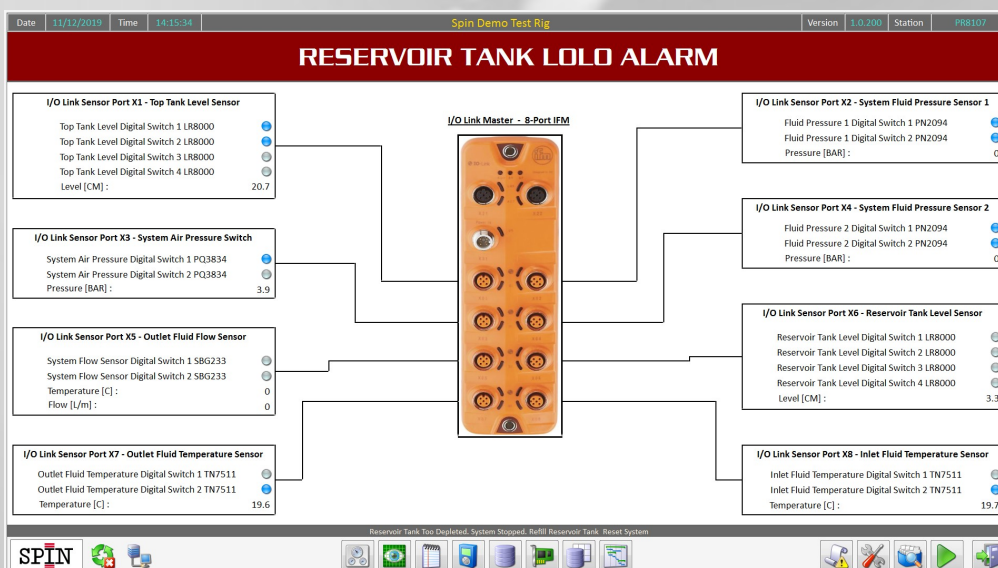 Date 11/12/2019 Time 14:15:34 Spin Demo Test Rig Version 1.0.200 Station PR8107
RESERVOIR TANK LOLO ALARM
I/O Link Sensor Port X1 - Top Tank Level Sensor
Top Tank Level Digital Switch 1 LR8000
Top Tank Level Digital Switch 2 LR8000
Top Tank Level Digital Switch 3 LR8000
Top Tank Level Digital Switch 4 LR8000
Level [CM] : 20.7
I/O Link Sensor Port X3 - System Air Pressure Switch
System Air Pressure Digital Switch 1 PQ3834
System Air Pressure Digital Switch 2 PQ3834
Pressure [BAR] : 3.9
I/O Link Sensor Port X5 - Outlet Fluid Flow Sensor
System Flow Sensor Digital Switch 1 SBG233
System Flow Sensor Digital Switch 2 SBG233
Temperature [C] : 0
Flow [L/m] : 0
I/O Link Sensor Port X7 - Outlet Fluid Temperature Sensor
Outlet Fluid Temperature Digital Switch 1 TN7511
Outlet Fluid Temperature Digital Switch 2 TN7511
Temperature [C] : 19.6
I/O Link Master - 8-Port IFM
I/O Link Sensor Port X2 - System Fluid Pressure Sensor 1
Fluid Pressure 1 Digital Switch 1 PN2094
Fluid Pressure 1 Digital Switch 2 PN2094
Pressure [BAR] : 0
I/O Link Sensor Port X4 - System Fluid Pressure Sensor 2
Fluid Pressure 2 Digital Switch 1 PN2094
Fluid Pressure 2 Digital Switch 2 PN2094
Pressure [BAR] : 0
I/O Link Sensor Port X6 - Reservoir Tank Level Sensor
Reservoir Tank Level Digital Switch 1 LR8000
Reservoir Tank Level Digital Switch 2 LR8000
Reservoir Tank Level Digital Switch 3 LR8000
Reservoir Tank Level Digital Switch 4 LR8000
Level [CM] : 3.3
I/O Link Sensor Port X8 - Inlet Fluid Temperature Sensor
Inlet Fluid Temperature Digital Switch 1 TN7511
Inlet Fluid Temperature Digital Switch 2 TN7511
Temperature [C] : 19.7
Reservoir Tank Too Depleted. System Stopped. Refill Reservoir Tank Reset System
SPIN